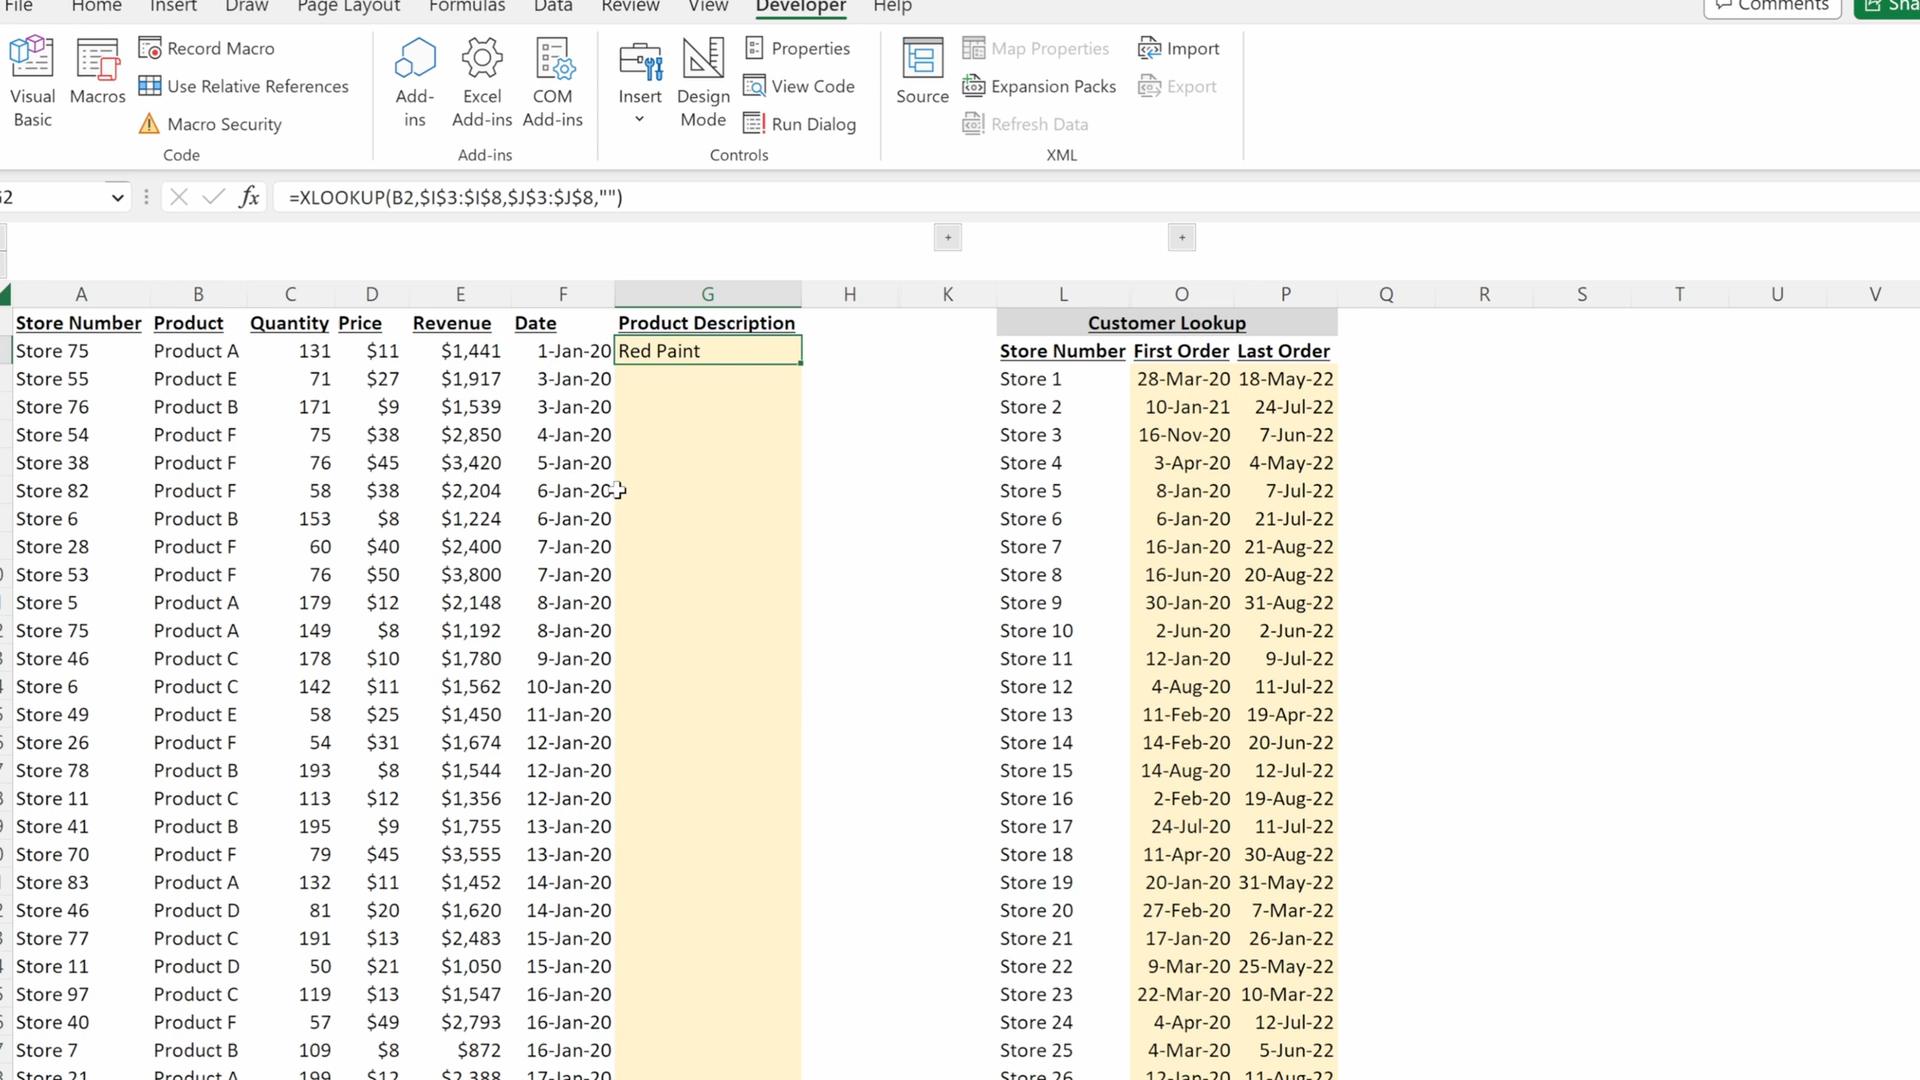 File Home Insert Draw Page Layout Formulas Data Review View Developer Help Comments Sha
Visual Basic
Macros
Record Macro
Use Relative References
Macro Security
Code
Add-ins
Excel Add-ins
COM Add-ins
Add-ins
Insert
Design Mode
Properties
View Code
Run Dialog
Controls
Source
Map Properties
Expansion Packs
Refresh Data
Import
Export
XML
G2 fx =XLOOKUP(B2,$I$3:$I$8,$J$3:$J$8,"")
+ +
A B C D E F G H K L O P Q R S T U V
Store Number Product Quantity Price Revenue Date Product Description Customer Lookup
Store 75 Product A 131 $11 $1,441 1-Jan-20 Red Paint Store Number First Order Last Order
Store 55 Product E 71 $27 $1,917 3-Jan-20 Store 1 28-Mar-20 18-May-22
Store 76 Product B 171 $9 $1,539 3-Jan-20 Store 2 10-Jan-21 24-Jul-22
Store 54 Product F 75 $38 $2,850 4-Jan-20 Store 3 16-Nov-20 7-Jun-22
Store 38 Product F 76 $45 $3,420 5-Jan-20 Store 4 3-Apr-20 4-May-22
Store 82 Product F 58 $38 $2,204 6-Jan-20 Store 5 8-Jan-20 7-Jul-22
Store 6 Product B 153 $8 $1,224 6-Jan-20 Store 6 6-Jan-20 21-Jul-22
Store 28 Product F 60 $40 $2,400 7-Jan-20 Store 7 16-Jan-20 21-Aug-22
Store 53 Product F 76 $50 $3,800 7-Jan-20 Store 8 16-Jun-20 20-Aug-22
Store 5 Product A 179 $12 $2,148 8-Jan-20 Store 9 30-Jan-20 31-Aug-22
Store 75 Product A 149 $8 $1,192 8-Jan-20 Store 10 2-Jun-20 2-Jun-22
Store 46 Product C 178 $10 $1,780 9-Jan-20 Store 11 12-Jan-20 9-Jul-22
Store 6 Product C 142 $11 $1,562 10-Jan-20 Store 12 4-Aug-20 11-Jul-22
Store 49 Product E 58 $25 $1,450 11-Jan-20 Store 13 11-Feb-20 19-Apr-22
Store 26 Product F 54 $31 $1,674 12-Jan-20 Store 14 14-Feb-20 20-Jun-22
Store 78 Product B 193 $8 $1,544 12-Jan-20 Store 15 14-Aug-20 12-Jul-22
Store 11 Product C 113 $12 $1,356 12-Jan-20 Store 16 2-Feb-20 19-Aug-22
Store 41 Product B 195 $9 $1,755 13-Jan-20 Store 17 24-Jul-20 11-Jul-22
Store 70 Product F 79 $45 $3,555 13-Jan-20 Store 18 11-Apr-20 30-Aug-22
Store 83 Product A 132 $11 $1,452 14-Jan-20 Store 19 20-Jan-20 31-May-22
Store 46 Product D 81 $20 $1,620 14-Jan-20 Store 20 27-Feb-20 7-Mar-22
Store 77 Product C 191 $13 $2,483 15-Jan-20 Store 21 17-Jan-20 26-Jan-22
Store 11 Product D 50 $21 $1,050 15-Jan-20 Store 22 9-Mar-20 25-May-22
Store 97 Product C 119 $13 $1,547 16-Jan-20 Store 23 22-Mar-20 10-Mar-22
Store 40 Product F 57 $49 $2,793 16-Jan-20 Store 24 4-Apr-20 12-Jul-22
Store 7 Product B 109 $8 $872 16-Jan-20 Store 25 4-Mar-20 5-Jun-22
Store 21 Product A 199 $12 $2,388 17-Jan-20 Store 26 12-Jan-20 11-Aug-22